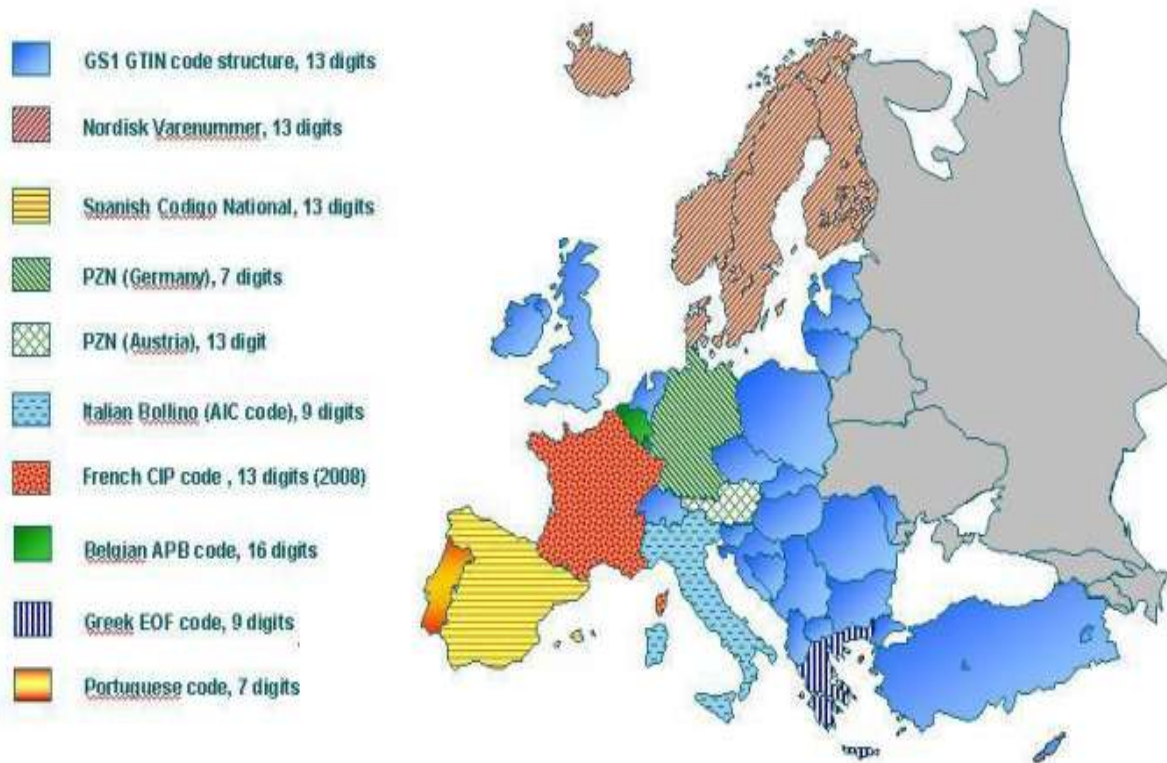 GS1 GTIN code structure, 13 digits
Nordisk Varenummer, 13 digits
Spanish Codigo National, 13 digits
PZN (Germany), 7 digits
PZN (Austria), 13 digit
Italian Bollino (AIC code), 9 digits
French CIP code , 13 digits (2008)
Belgian APB code, 16 digits
Greek EOF code, 9 digits
Portuguese code, 7 digits